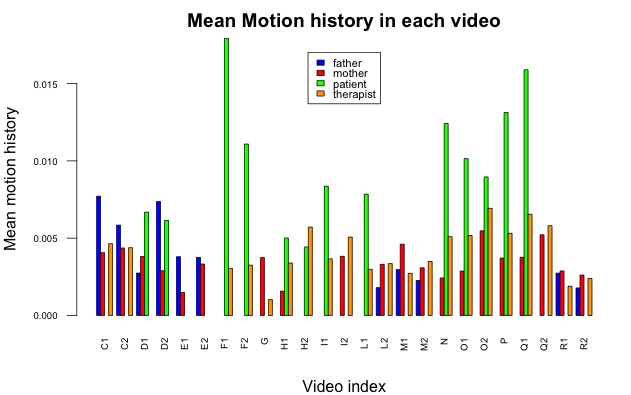 Mean Motion history in each video
father
mother
patient
therapist
Mean motion history
0.015
0.010
0.005
0.000
C1 C2 D1 D2 E1 E2 F1 F2 G H1 H2 I1 I2 L1 L2 M1 M2 N O1 O2 P Q1 Q2 R1 R2
Video index